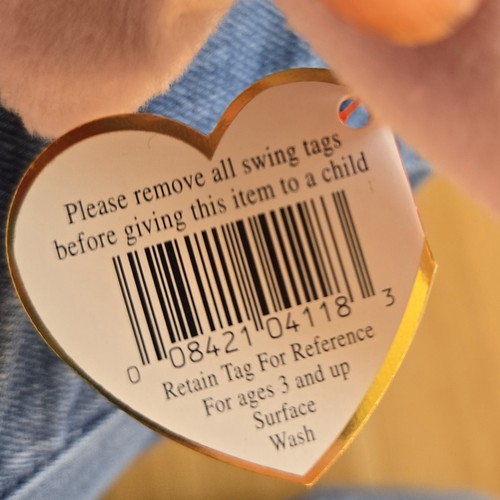 Please remove all swing tags
before giving this item to a child
0 08421 04118 3
Retain Tag For Reference
For ages 3 and up
Surface
Wash